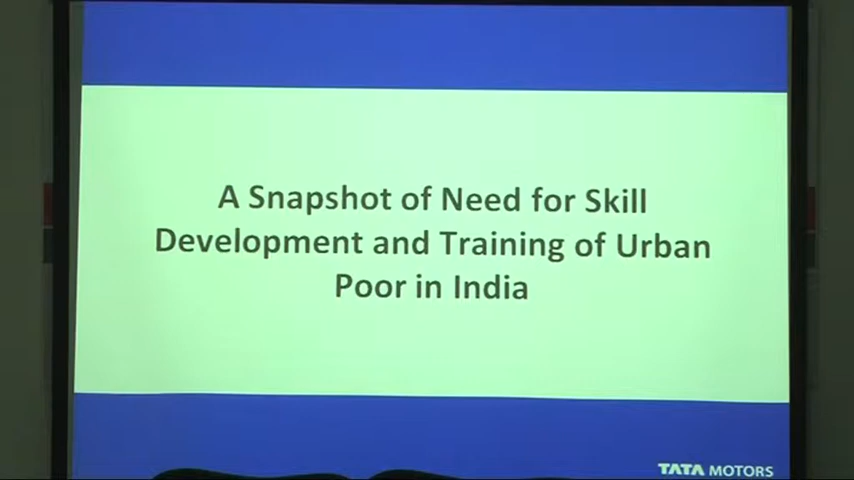 A Snapshot of Need for Skill
Development and Training of Urban
Poor in India
TATA MOTORS